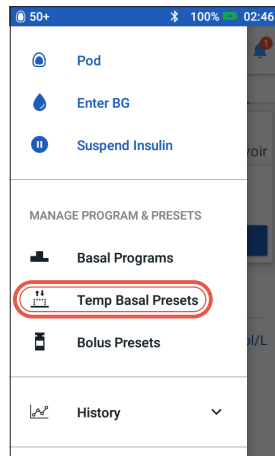 50+ 100% 02:46
1
Pod
Enter BG
Suspend Insulin
voir
MANAGE PROGRAM & PRESETS
Basal Programs
Temp Basal Presets
Bolus Presets
ol/L
History